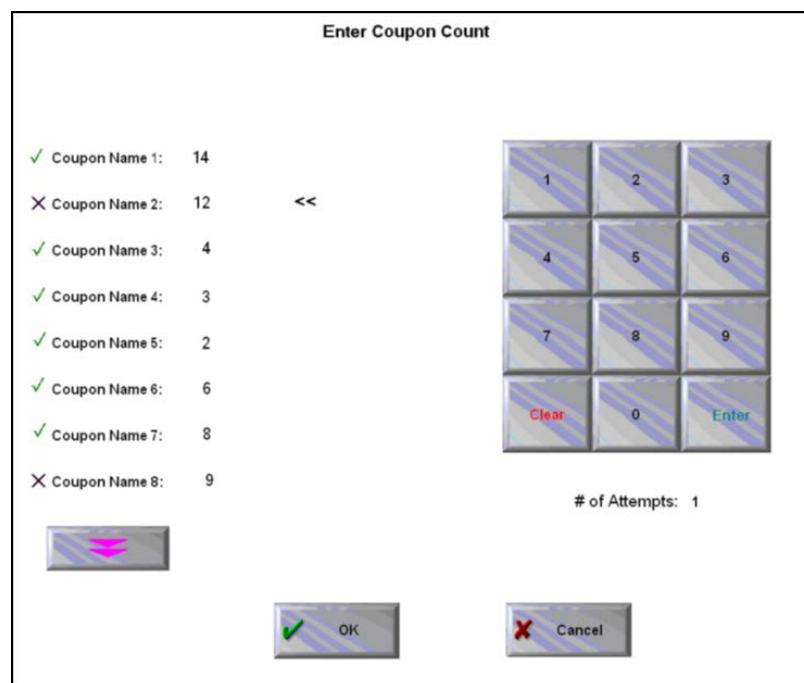 Enter Coupon Count
Coupon Name 1: 14
Coupon Name 2: 12 <<
Coupon Name 3: 4
Coupon Name 4: 3
Coupon Name 5: 2
Coupon Name 6: 6
Coupon Name 7: 8
Coupon Name 8: 9
1 2 3
4 5 6
7 8 9
Clear 0 Enter
# of Attempts: 1
OK Cancel